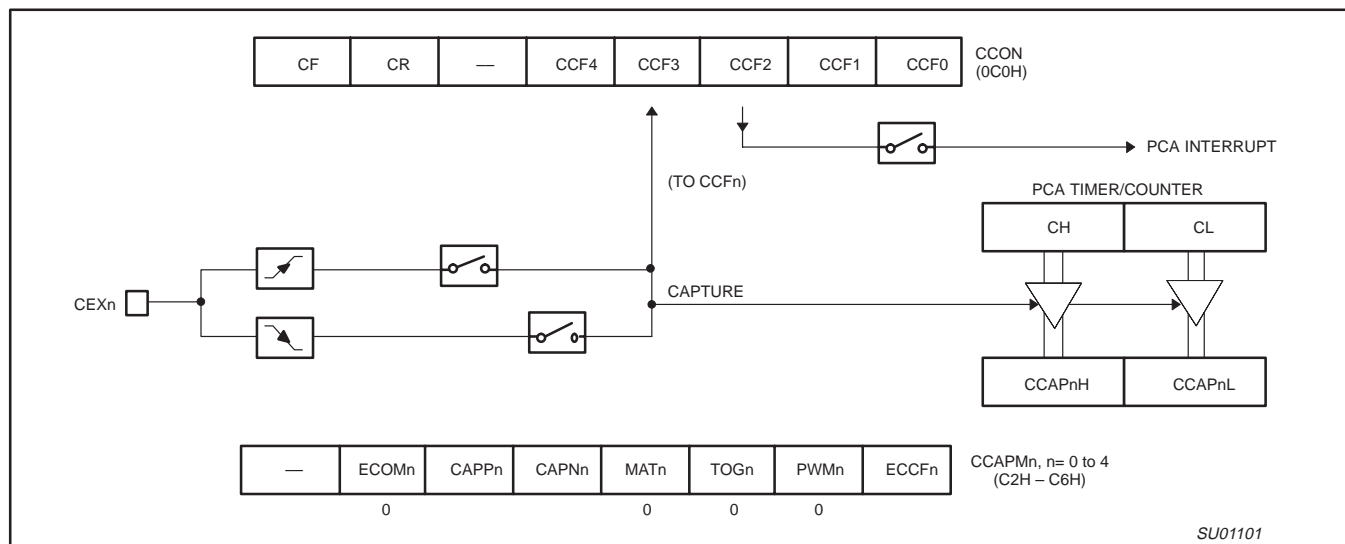 CF CR — CCF4 CCF3 CCF2 CCF1 CCF0
CCON
(0C0H)
PCA INTERRUPT
(TO CCFn)
PCA TIMER/COUNTER
CH CL
CEXn
CAPTURE
CCAPnH CCAPnL
— ECOMn CAPPn CAPNn MATn TOGn PWMn ECCFn
CCAPMn, n= 0 to 4
(C2H – C6H)
0 0 0 0
SU01101